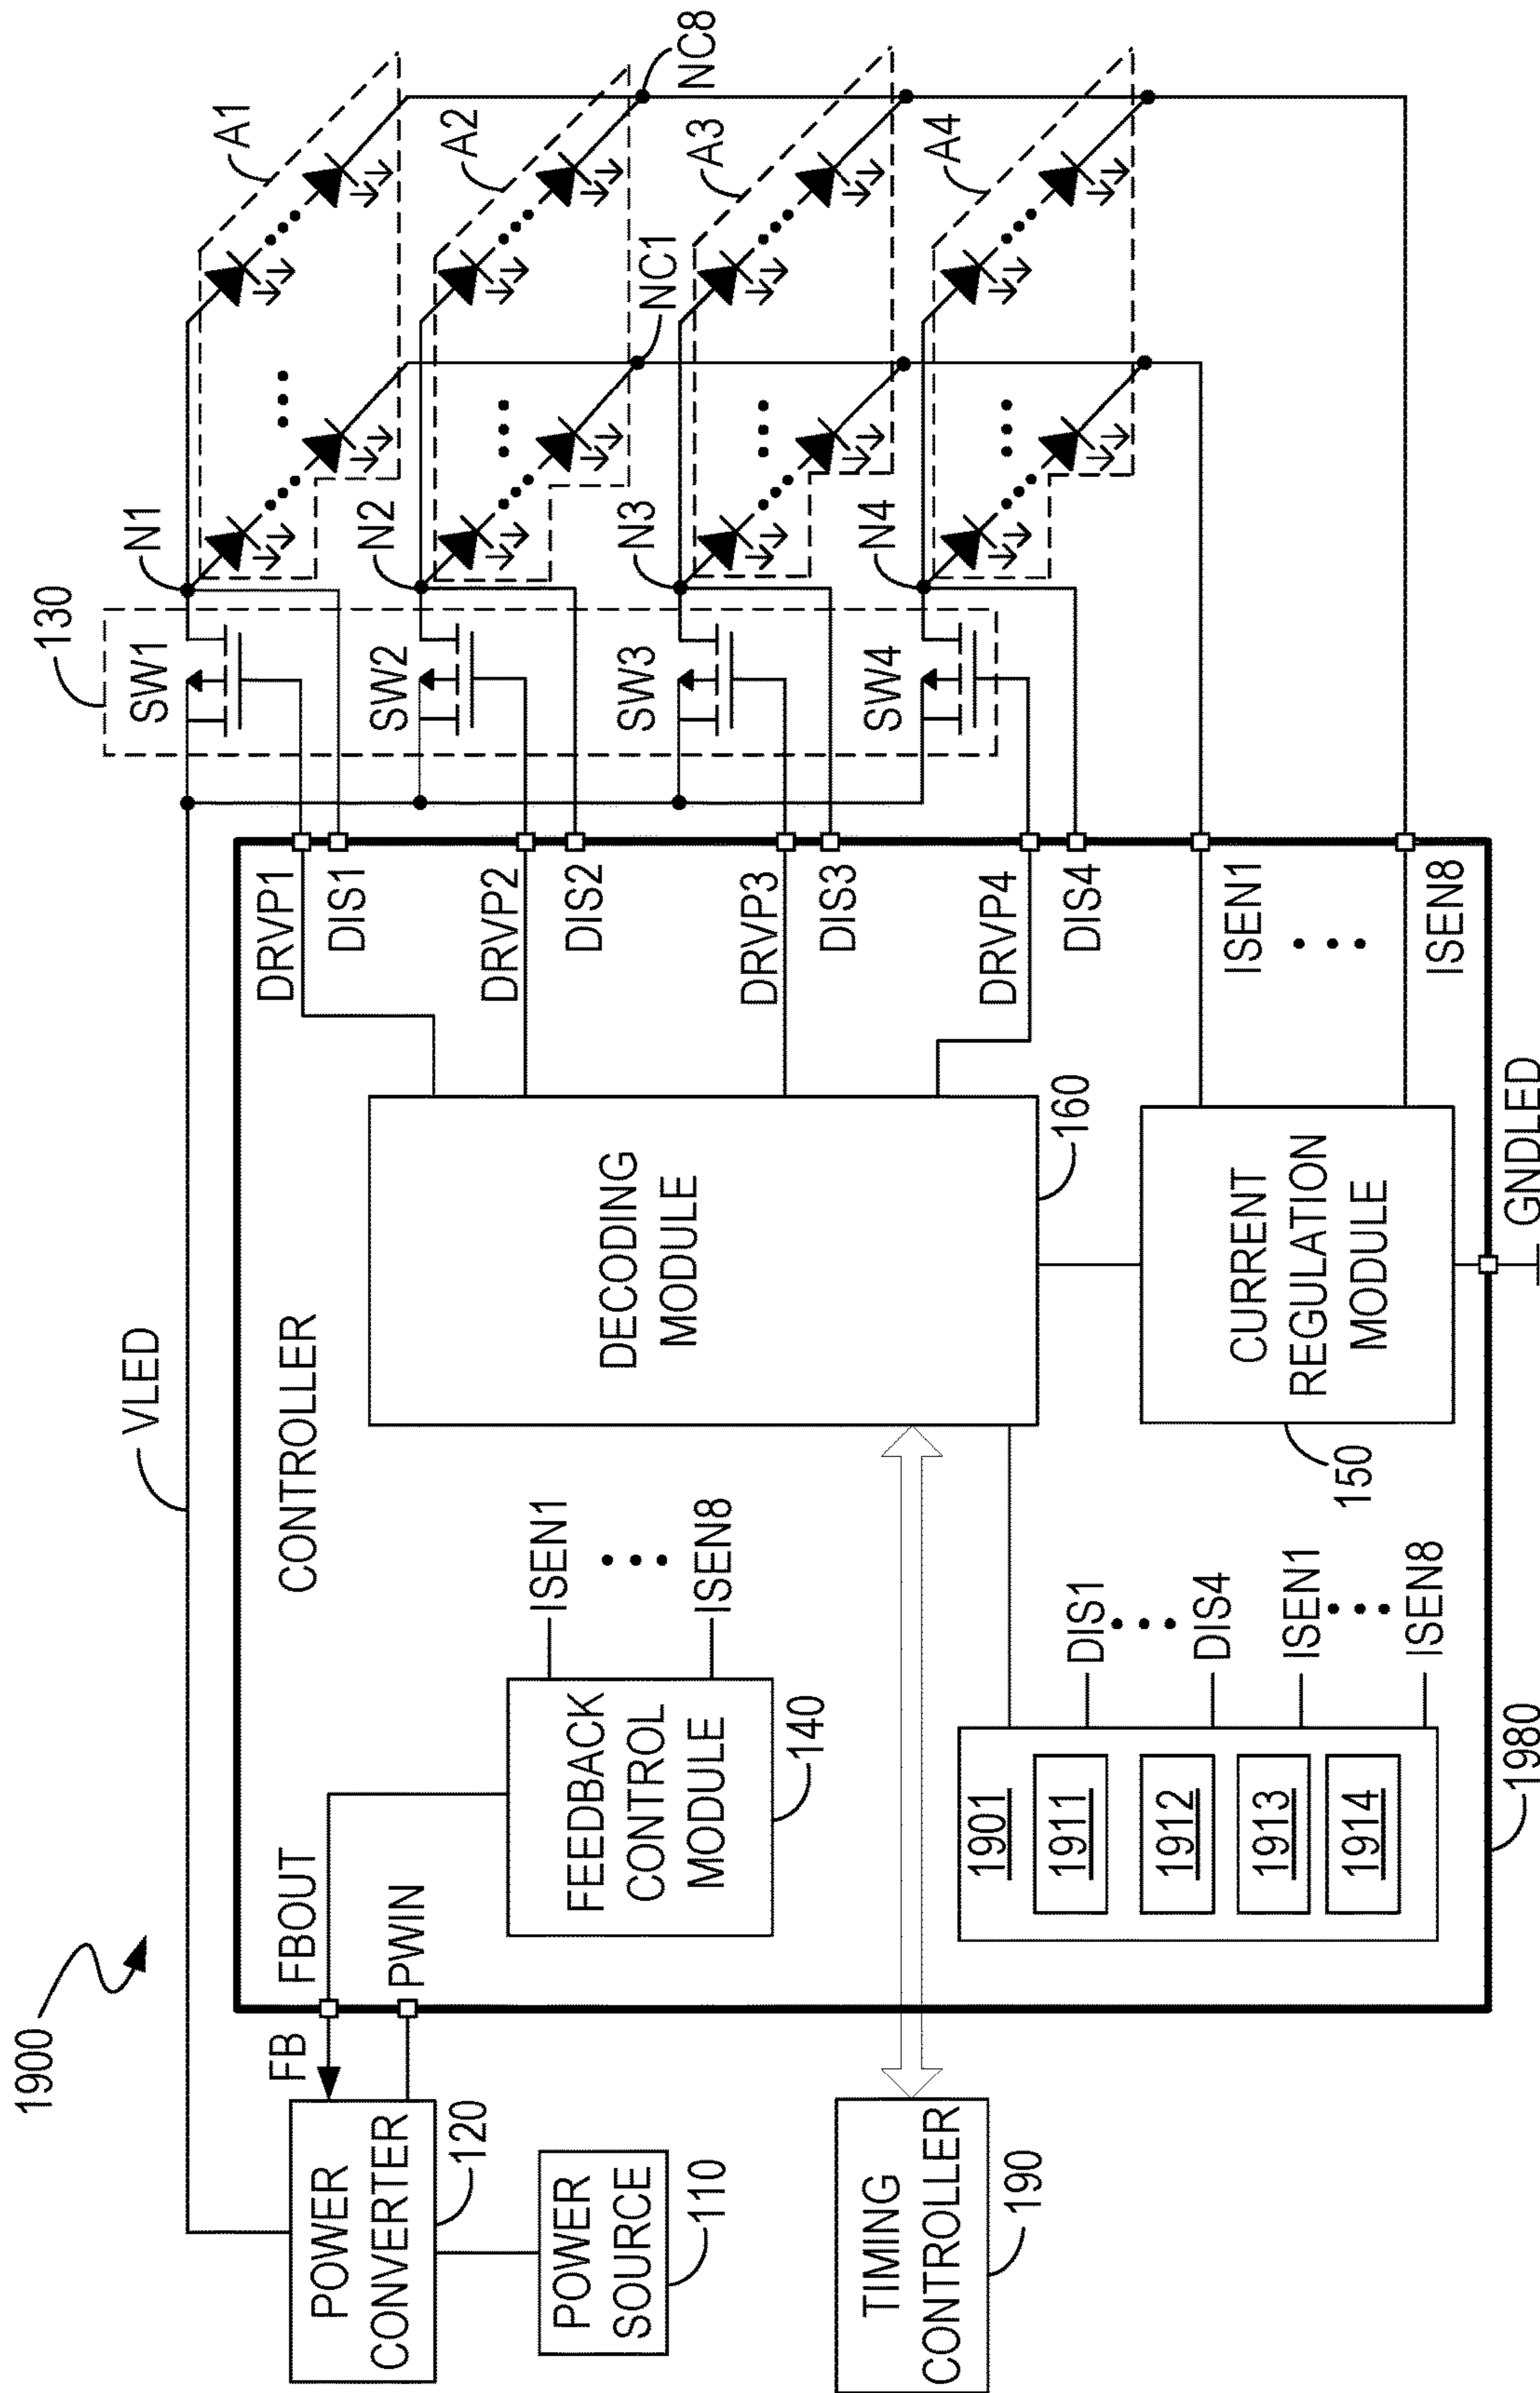 1900
VLED
130
SW1
SW2
SW3
SW4
N1
N2
N3
N4
A1
A2
A3
A4
NC1
NC8
POWER
CONVERTER
120
POWER
SOURCE
110
TIMING
CONTROLLER
190
FB
FBOUT
PWIN
CONTROLLER
FEEDBACK
CONTROL
MODULE
140
ISEN1
ISEN8
DECODING
MODULE
160
DRVP1
DIS1
DRVP2
DIS2
DRVP3
DIS3
DRVP4
DIS4
ISEN1
ISEN8
CURRENT
REGULATION
MODULE
150
GNDLED
1901
1911
1912
1913
1914
DIS1
DIS4
ISEN1
ISEN8
1980